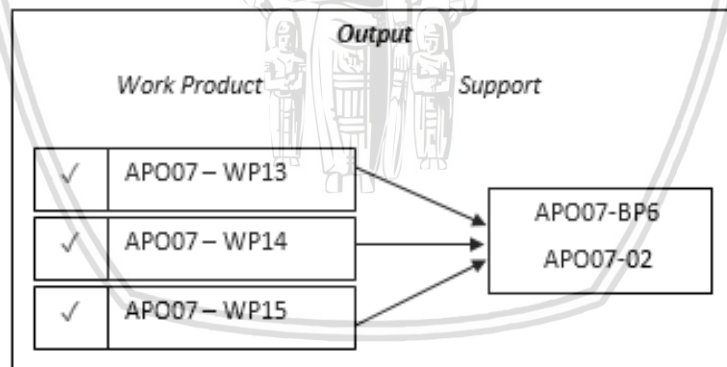 Output
Work Product Support
✓ APO07 – WP13
✓ APO07 – WP14
✓ APO07 – WP15
APO07-BP6
APO07-02